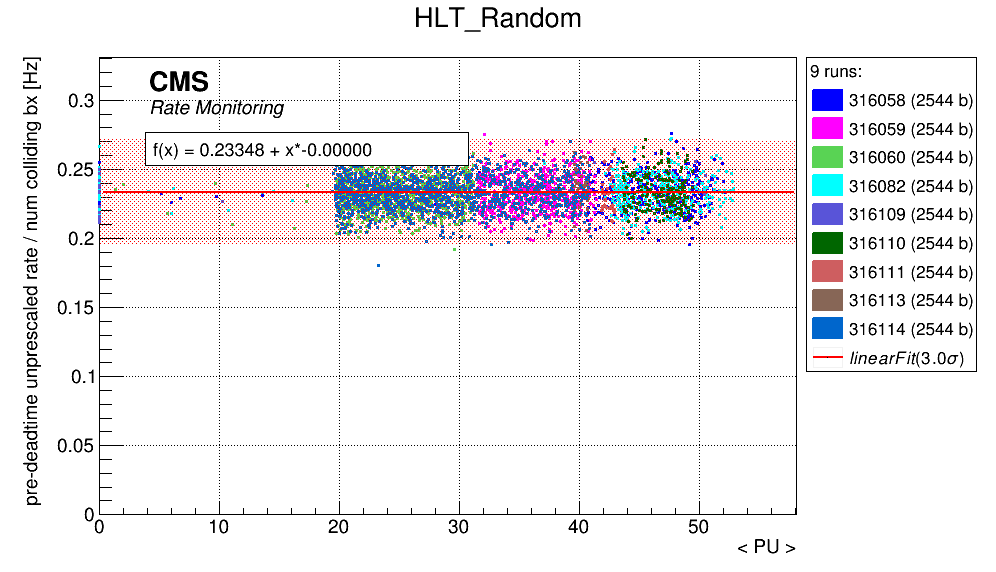 HLT_Random
pre-deadtime unprescaled rate / num colliding bx [Hz]
CMS
Rate Monitoring
f(x) = 0.23348 + x*-0.00000
0.3
0.25
0.2
0.15
0.1
0.05
0
0 10 20 30 40 50
< PU >
9 runs:
316058 (2544 b)
316059 (2544 b)
316060 (2544 b)
316082 (2544 b)
316109 (2544 b)
316110 (2544 b)
316111 (2544 b)
316113 (2544 b)
316114 (2544 b)
linearFit(3.0σ)